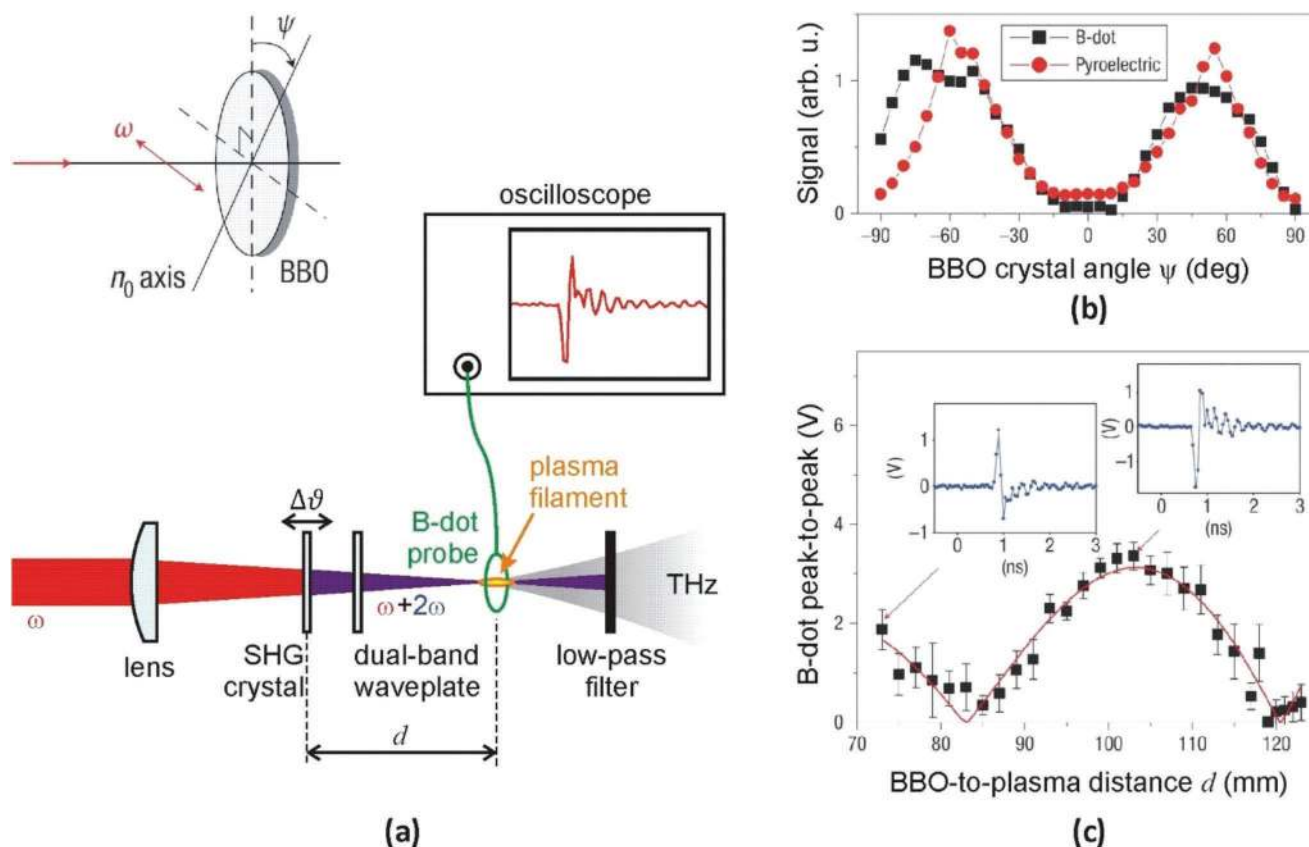 ψ
ω
n₀ axis
BBO
oscilloscope
plasma
filament
B-dot
probe
Δϑ
ω
ω+2ω
THz
lens
SHG
crystal
dual-band
waveplate
low-pass
filter
d
(a)
Signal (arb. u.)
1
0
B-dot
Pyroelectric
−90 −60 −30 0 30 60 90
BBO crystal angle ψ (deg)
(b)
B-dot peak-to-peak (V)
6
4
2
0
(V)
1
0
−1
0 1 2 3
(ns)
(V)
1
0
−1
0 1 2 3
(ns)
70 80 90 100 110 120
BBO-to-plasma distance d (mm)
(c)